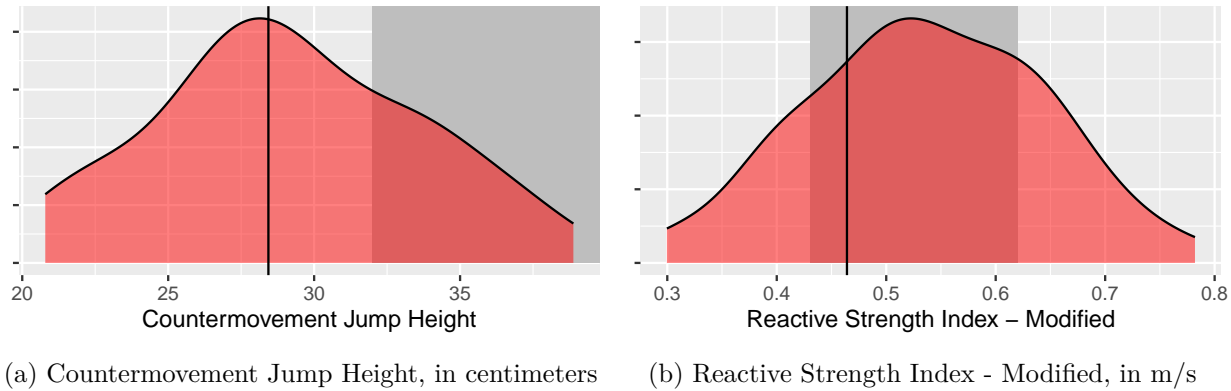 20 25 30 35
Countermovement Jump Height
(a) Countermovement Jump Height, in centimeters
0.3 0.4 0.5 0.6 0.7 0.8
Reactive Strength Index − Modified
(b) Reactive Strength Index - Modified, in m/s